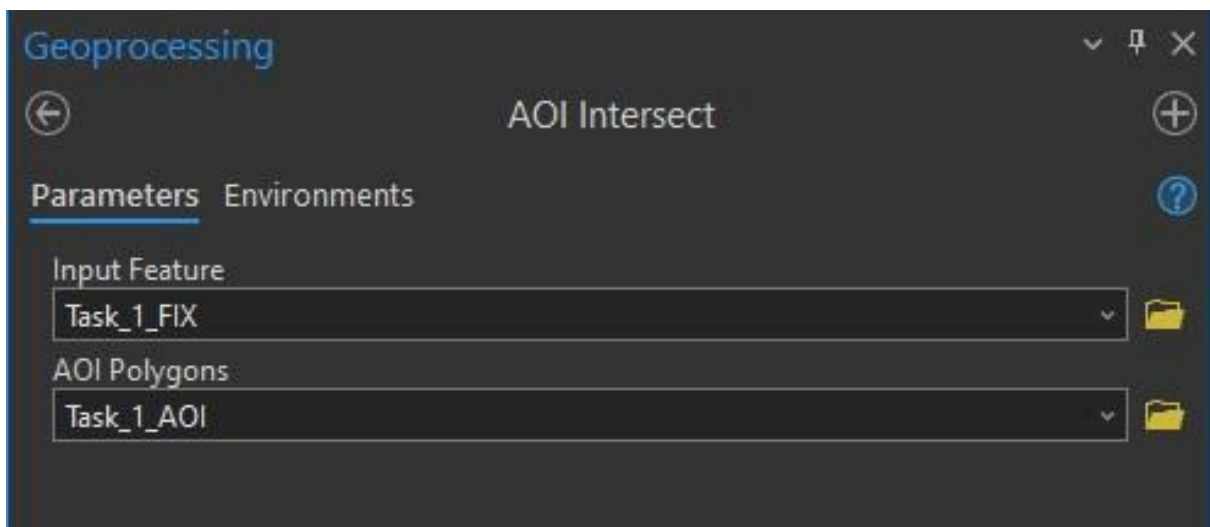 Geoprocessing
AOI Intersect
Parameters Environments
?
Input Feature
Task_1_FIX
AOI Polygons
Task_1_AOI